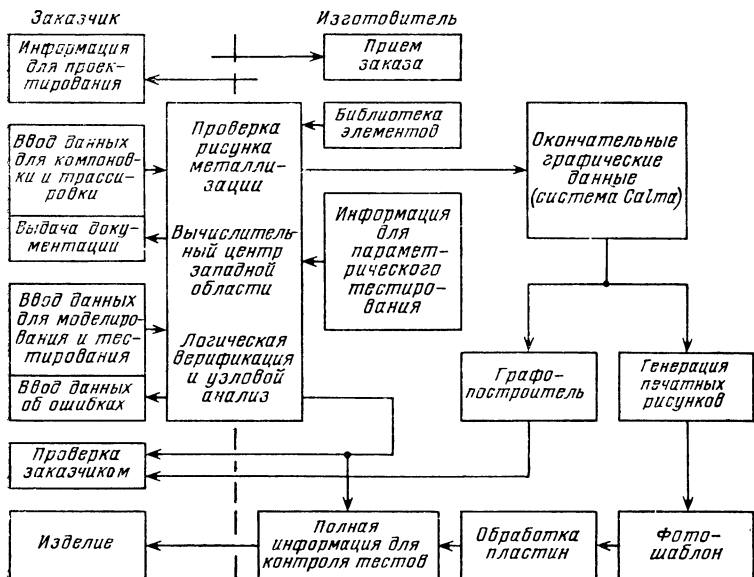 Заказчик
Изготовитель
Информация
для проек-
тирования
Прием
заказа
Библиотека
элементов
Проверка
рисунка
металли-
зации
Ввод данных
для компонов-
ки и трасси-
ровки
Окончательные
графические
данные
(система Calma)
Выдача доку-
ментации
Вычислитель-
ный центр
западной
области
Информация
для
параметр-
рического
тестиро-
вания
Ввод данных
для моделиро-
вания и тес-
тирования
Логическая
верификация
и узловой
анализ
Ввод данных
об ошибках
Графо-
построитель
Генерация
печатных
рисунков
Проверка
заказчиком
Изделие
Полная
информация для
контроля тестов
Обработка
пластин
Фото-
шаблон